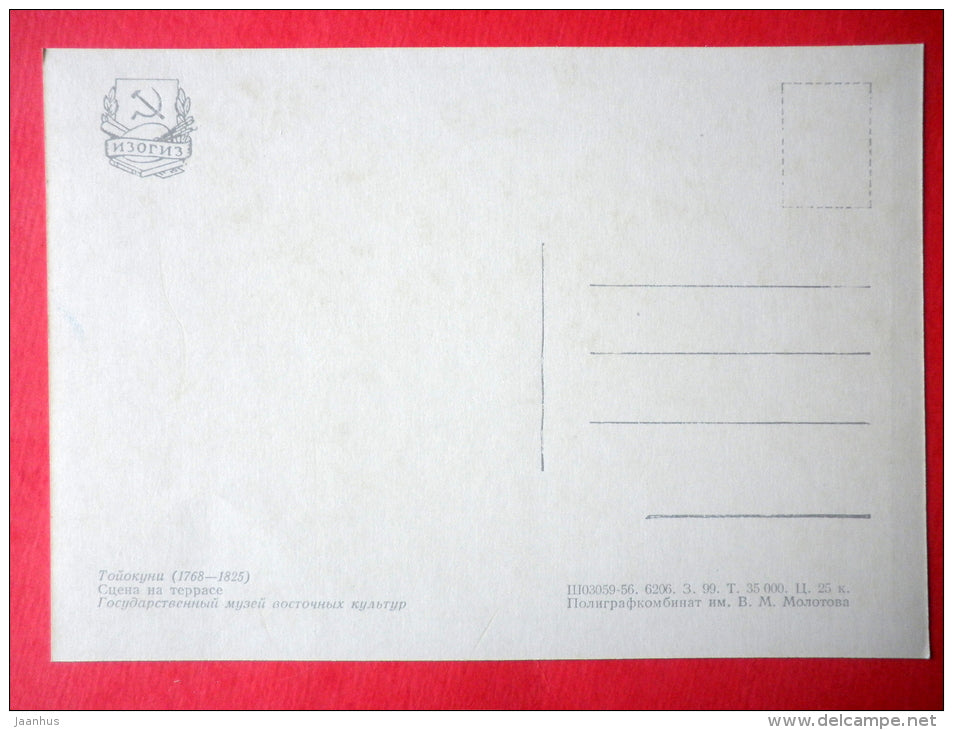 ИЗОГИЗ
Тойокуни (1768—1825)
Сцена на террасе
Государственный музей восточных культур
Ш03059-56. 6206. З. 99. Т. 35 000. Ц. 25 к.
Полиграфкомбинат им. В. М. Молотова
jaanhus
www.delcampe.net